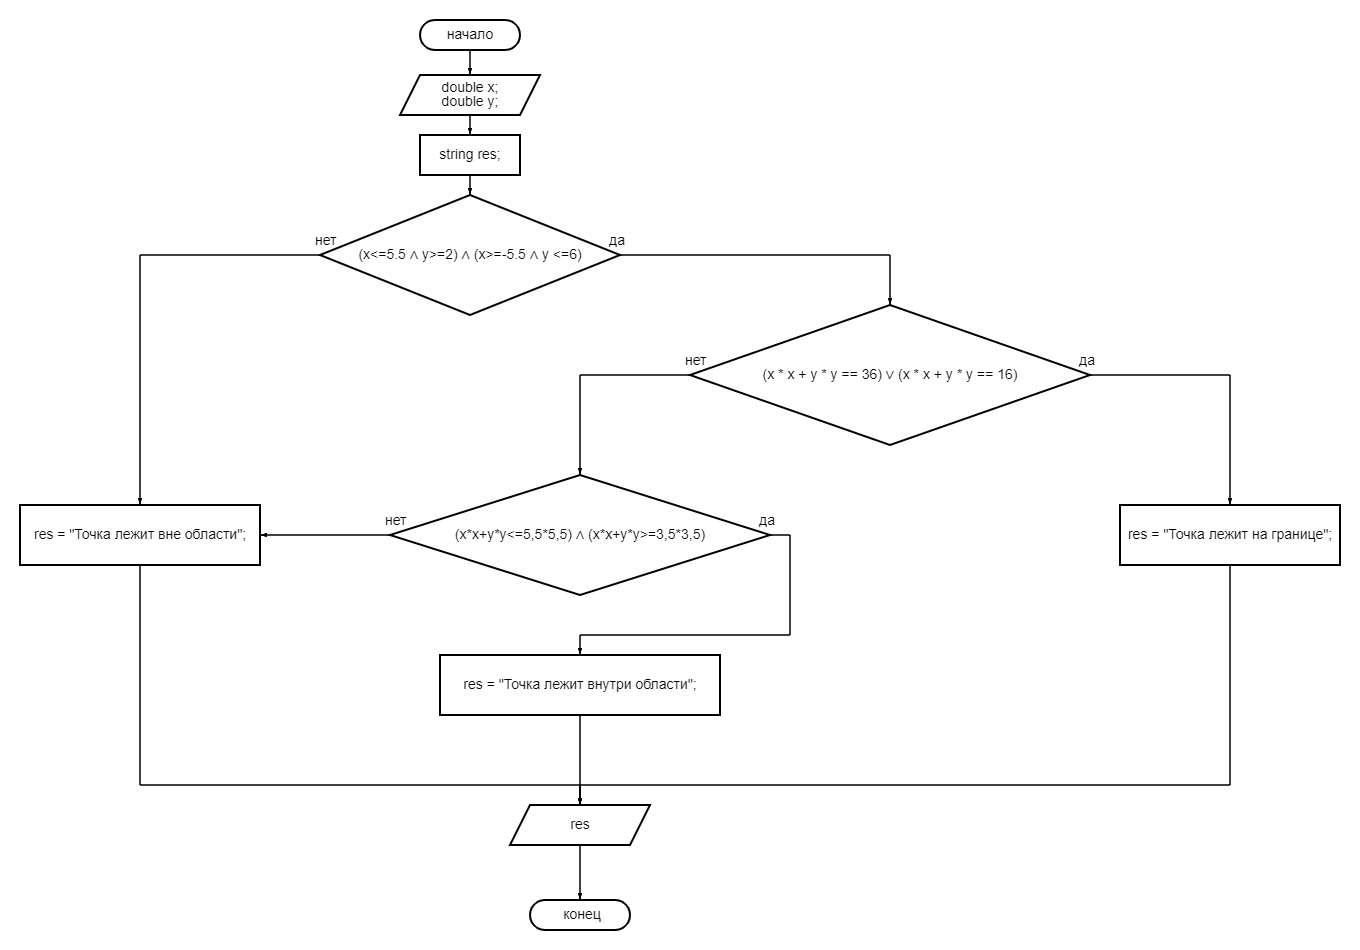 начало
double x;
double y;
string res;
нет
да
(x<=5.5 ∧ y>=2) ∧ (x>=-5.5 ∧ y <=6)
нет
да
(x * x + y * y == 36) ∨ (x * x + y * y == 16)
нет
да
res = "Точка лежит вне области";
(x*x+y*y<=5,5*5,5) ∧ (x*x+y*y>=3,5*3,5)
res = "Точка лежит на границе";
res = "Точка лежит внутри области";
res
конец